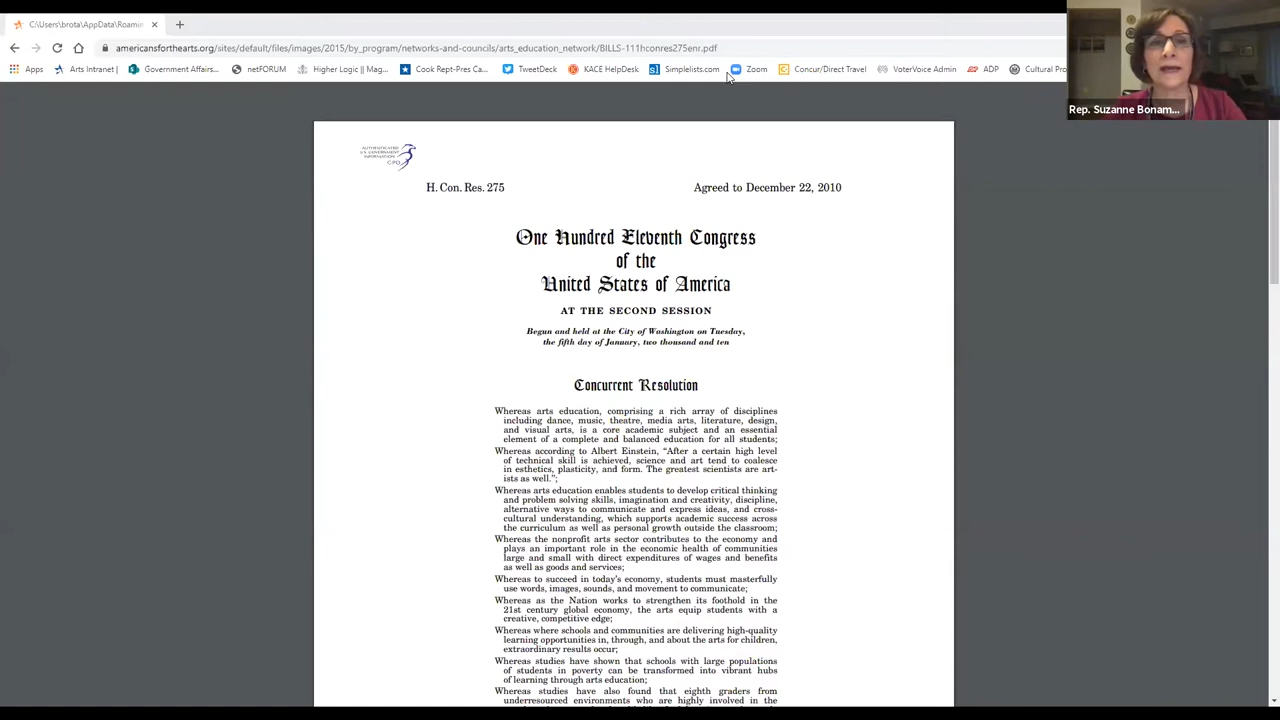 C:\Users\brota\AppData\Roamin
americansforthearts.org/sites/default/files/images/2015/by_program/networks-and-councils/arts_education_network/BILLS-111hconres275enr.pdf
Apps Arts Intranet | Government Affairs... netFORUM Higher Logic || Mag... Cook Rept-Pres Ca... TweetDeck KACE HelpDesk Simplelists.com Zoom Concur/Direct Travel VoterVoice Admin ADP Cultural Pro
Rep. Suzanne Bonam...
AUTHENTICATED
U.S. GOVERNMENT
INFORMATION
GPO
H. Con. Res. 275 Agreed to December 22, 2010
One Hundred Eleventh Congress
of the
United States of America
AT THE SECOND SESSION
Begun and held at the City of Washington on Tuesday,
the fifth day of January, two thousand and ten
Concurrent Resolution
Whereas arts education, comprising a rich array of disciplines
including dance, music, theatre, media arts, literature, design,
and visual arts, is a core academic subject and an essential
element of a complete and balanced education for all students;
Whereas according to Albert Einstein, “After a certain high level
of technical skill is achieved, science and art tend to coalesce
in esthetics, plasticity, and form. The greatest scientists are art-
ists as well.”;
Whereas arts education enables students to develop critical thinking
and problem solving skills, imagination and creativity, discipline,
alternative ways to communicate and express ideas, and cross-
cultural understanding, which supports academic success across
the curriculum as well as personal growth outside the classroom;
Whereas the nonprofit arts sector contributes to the economy and
plays an important role in the economic health of communities
large and small with direct expenditures of wages and benefits
as well as goods and services;
Whereas to succeed in today’s economy, students must masterfully
use words, images, sounds, and movement to communicate;
Whereas as the Nation works to strengthen its foothold in the
21st century global economy, the arts equip students with a
creative, competitive edge;
Whereas where schools and communities are delivering high-quality
learning opportunities in, through, and about the arts for children,
extraordinary results occur;
Whereas studies have shown that schools with large populations
of students in poverty can be transformed into vibrant hubs
of learning through arts education;
Whereas studies have also found that eighth graders from
underresourced environments who are highly involved in the